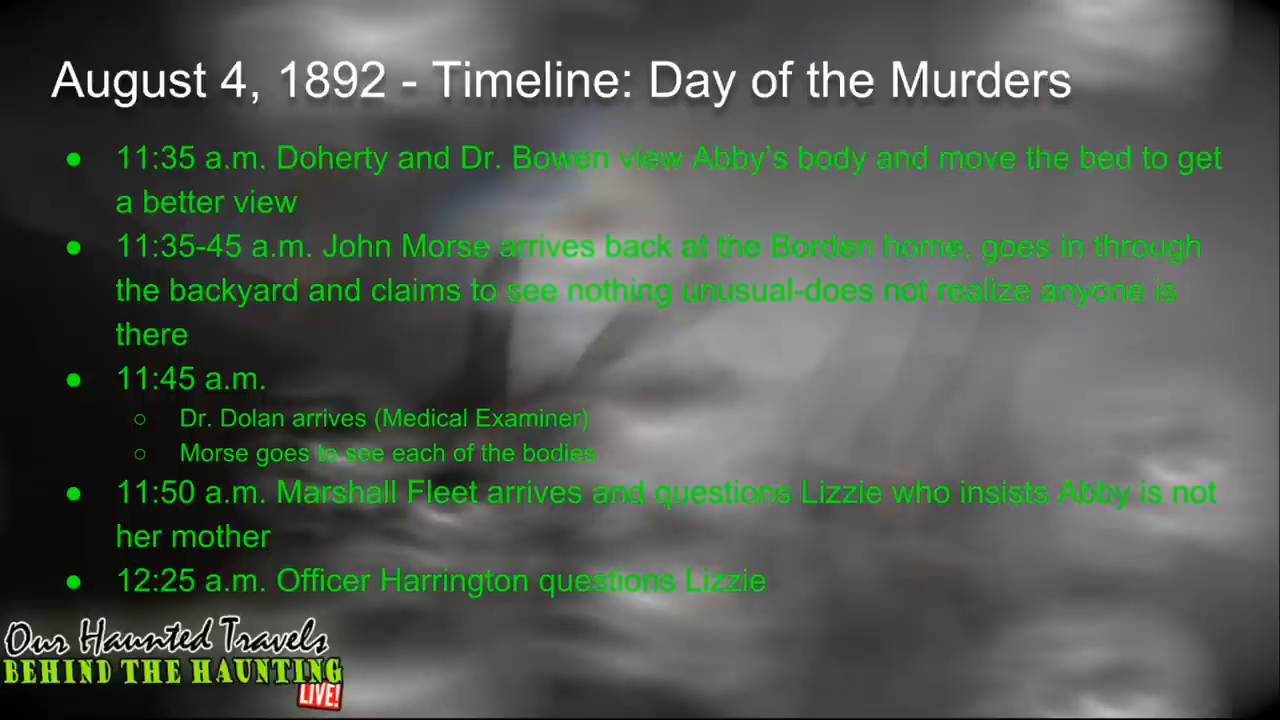 August 4, 1892 - Timeline: Day of the Murders
● 11:35 a.m. Doherty and Dr. Bowen view Abby's body and move the bed to get
a better view
● 11:35-45 a.m. John Morse arrives back at the Borden home, goes in through
the backyard and claims to see nothing unusual-does not realize anyone is
there
● 11:45 a.m.
○ Dr. Dolan arrives (Medical Examiner)
○ Morse goes to see each of the bodies
● 11:50 a.m. Marshall Fleet arrives and questions Lizzie who insists Abby is not
her mother
● 12:25 a.m. Officer Harrington questions Lizzie
Our Haunted Travels
BEHIND THE HAUNTING
LIVE!